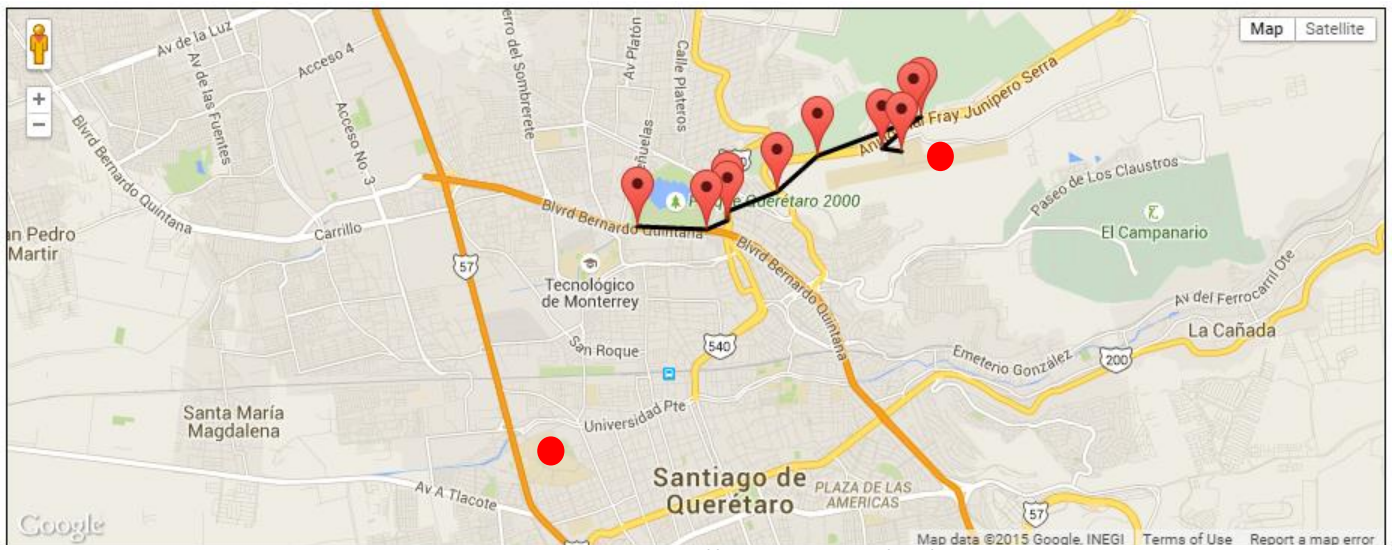 Map Satellite
Av de la Luz
Acceso 4
Av de las Fuentes
Acceso No. 3
Blvrd Bernardo Quintana
Av Platón
Calle Plateros
Anillo Fray Junipero Serra
Paseo de Los Claustros
Parque Querétaro 2000
El Campanario
Blvrd Bernardo Quintana
Carrillo
Blvrd Bernardo Quintana
57
Tecnológico
de Monterrey
Av del Ferrocarril Ote
La Cañada
540
San Roque
Emeterio González
200
Santa María
Magdalena
Universidad Pte
Av A Tlacote
Santiago de
Querétaro
PLAZA DE LAS
AMERICAS
57
Google
Map data ©2015 Google, INEGI Terms of Use Report a map error